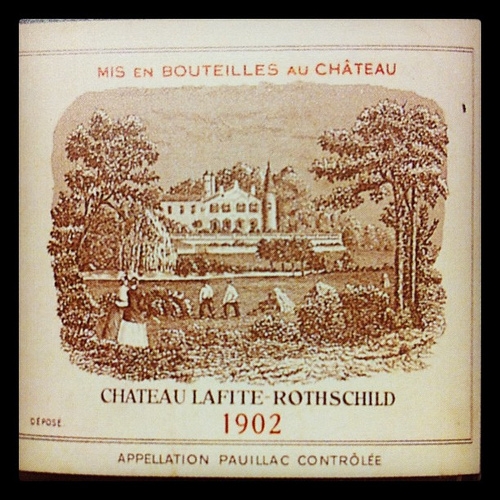 MIS EN BOUTEILLES AU CHÂTEAU
CHATEAU LAFITE-ROTHSCHILD
1902
DÉPOSÉ
APPELLATION PAUILLAC CONTRÔLÉE